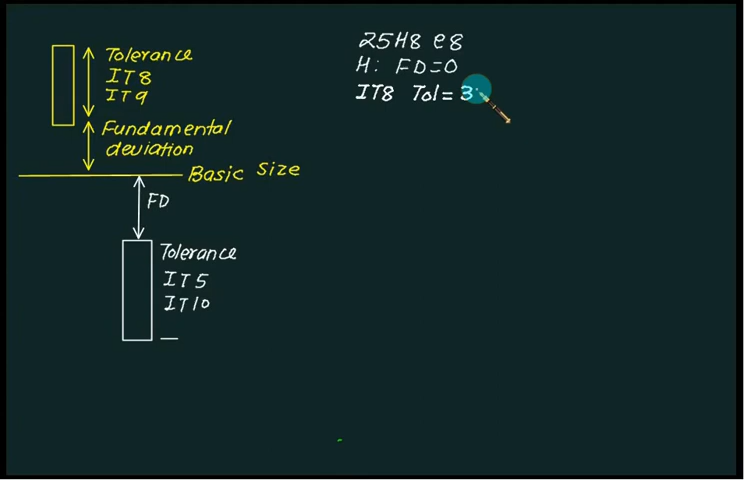 Tolerance
IT8
IT9
Fundamental
deviation
Basic Size
FD
Tolerance
IT5
IT10
25H8 e8
H: FD=0
IT8 Tol=3